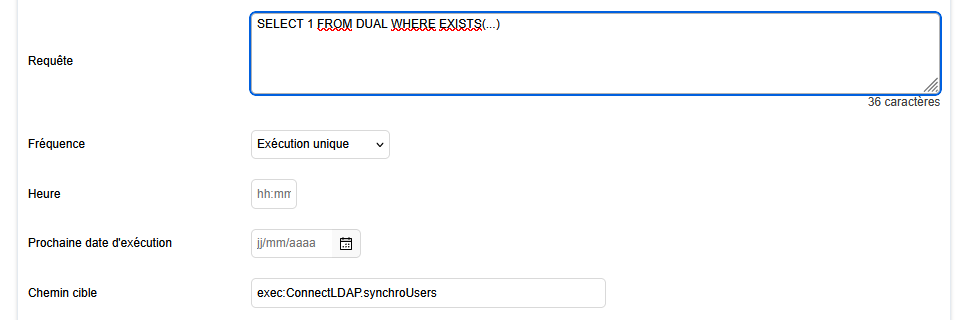 SELECT 1 FROM DUAL WHERE EXISTS(...)
Requête
36 caractères
Fréquence Exécution unique
Heure hh:mm
Prochaine date d'exécution jj/mm/aaaa
Chemin cible exec:ConnectLDAP.synchroUsers